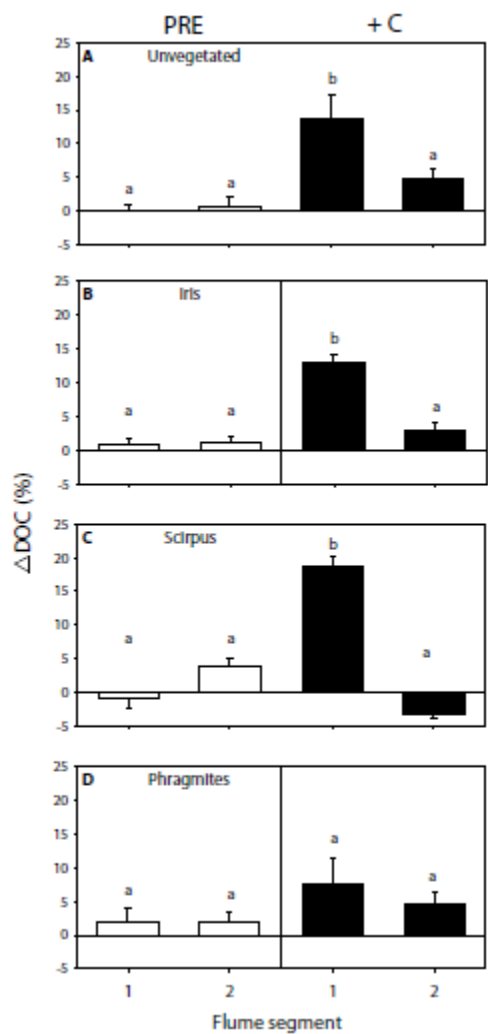 PRE + C
25
A Unvegetated
20
b
15
10
a a a
5
0
-5
25
B Iris
20
b
15
10
a a a
5
0
-5
25
C Scirpus
b
20
15
10
a a a
5
0
-5
25
D Phragmites
20
15
a
10
a a a
5
0
-5
1 2 1 2
Flume segment
△DOC (%)